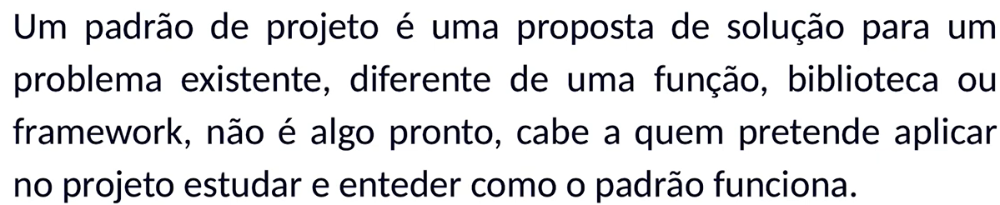 Um padrão de projeto é uma proposta de solução para um
problema existente, diferente de uma função, biblioteca ou
framework, não é algo pronto, cabe a quem pretende aplicar
no projeto estudar e enteder como o padrão funciona.